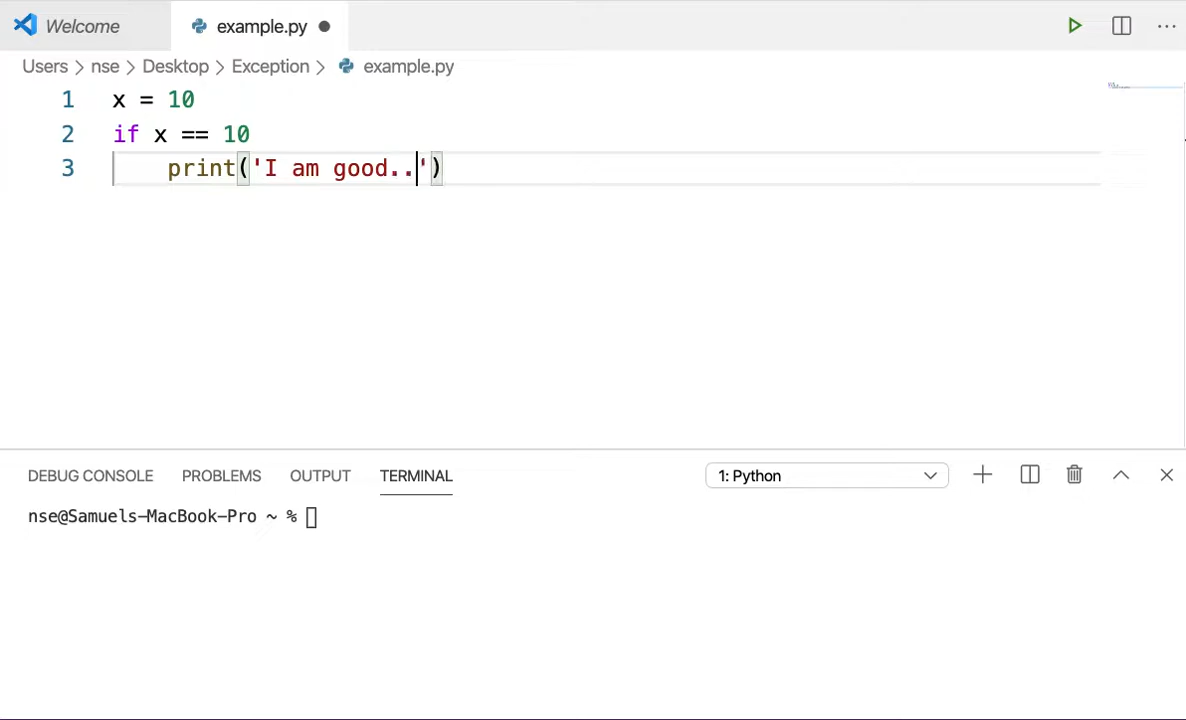 Welcome
example.py
Users > nse > Desktop > Exception > example.py
1 x = 10
2 if x == 10
3     print('I am good..')
DEBUG CONSOLE PROBLEMS OUTPUT TERMINAL 1: Python
nse@Samuels-MacBook-Pro ~ %